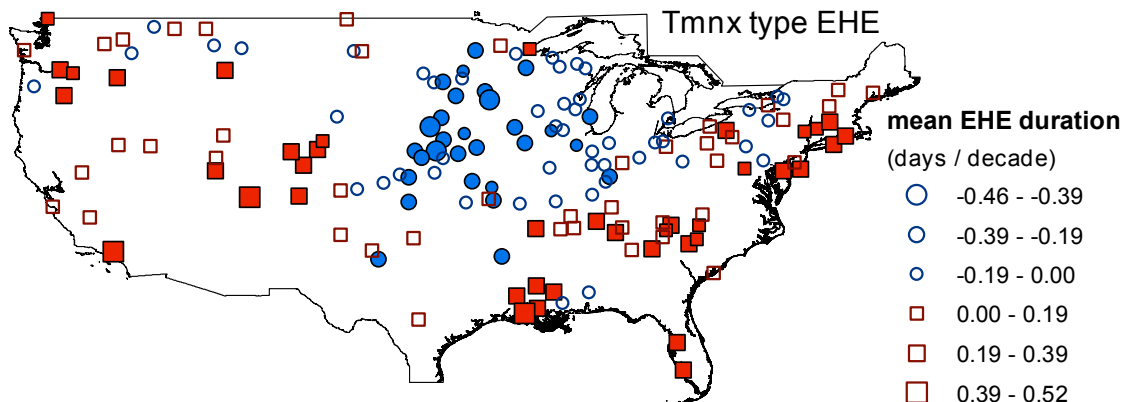 Tmnx type EHE
mean EHE duration
(days / decade)
-0.46 - -0.39
-0.39 - -0.19
-0.19 - 0.00
0.00 - 0.19
0.19 - 0.39
0.39 - 0.52